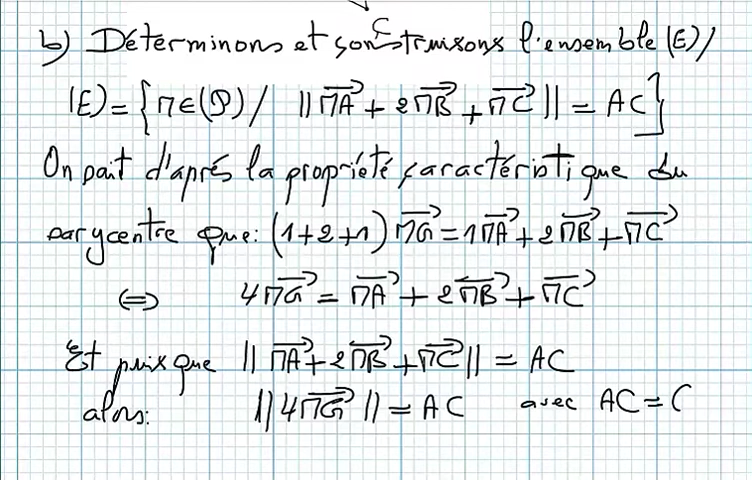 b) Déterminons et construisons l'ensemble (E)/
(E) = {M∈(P) / ||MA⃗ + 2MB⃗ + MC⃗|| = AC}
On sait d'après la propriété caractéristique du
barycentre que: (1+2+1) MG⃗ = 1MA⃗ + 2MB⃗ + MC⃗
⇔ 4MG⃗ = MA⃗ + 2MB⃗ + MC⃗
Et puisque ||MA⃗ + 2MB⃗ + MC⃗|| = AC
alors: ||4MG⃗|| = AC avec AC = C